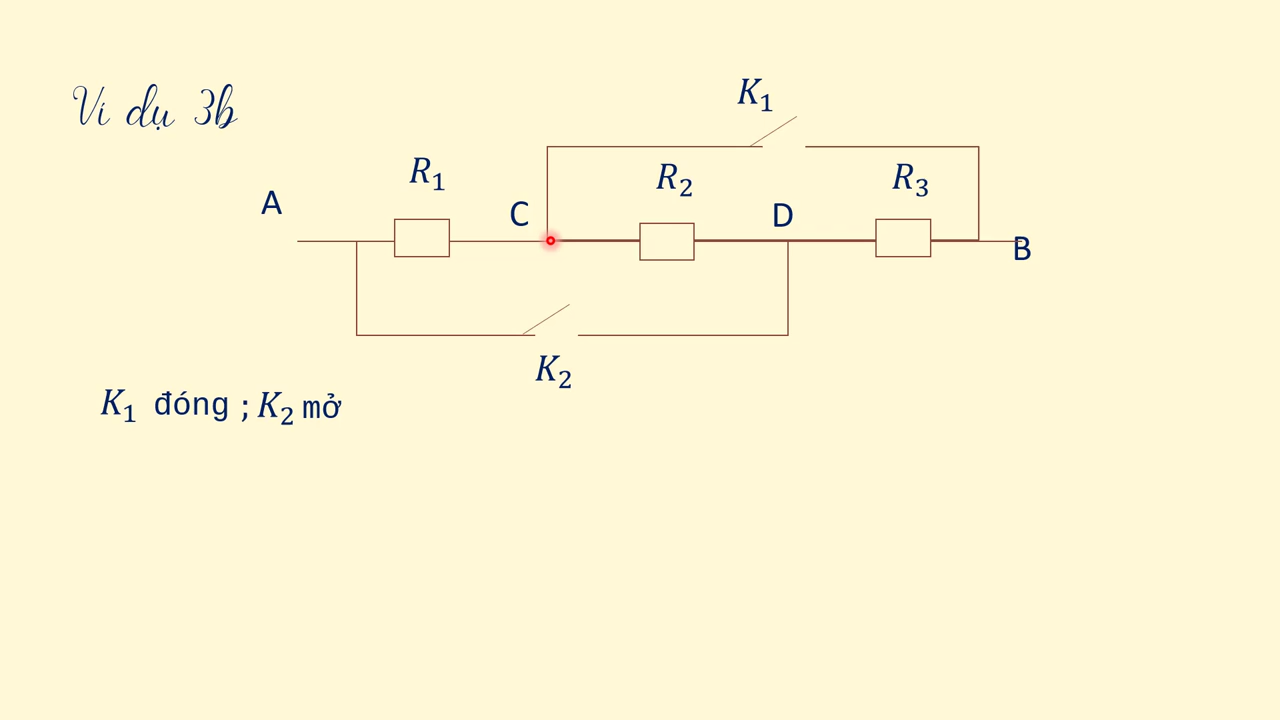 Ví dụ 3b
K₁
R₁
R₂
R₃
A
C
D
B
K₂
K₁ đóng ; K₂ mở